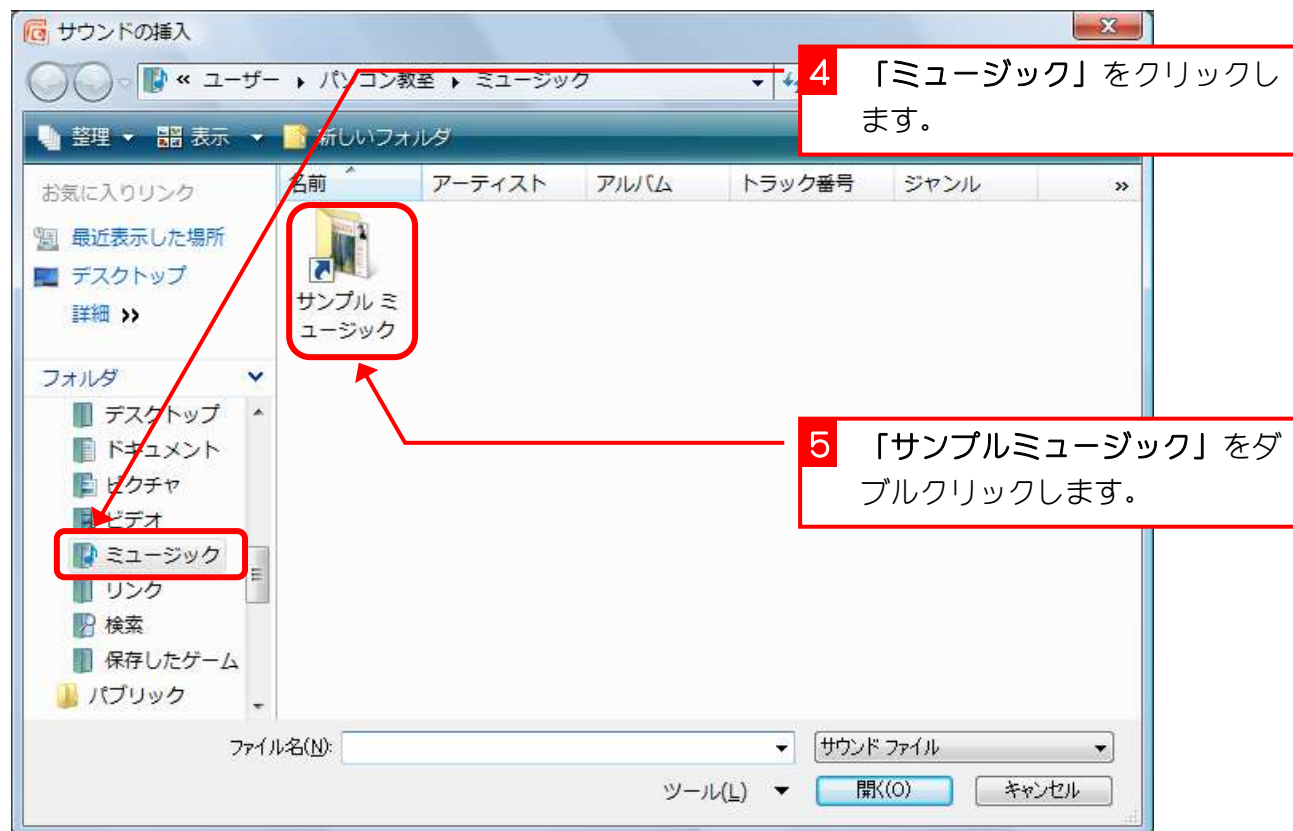 サウンドの挿入
« ユーザー ▸ パソコン教室 ▸ ミュージック
4 「ミュージック」をクリックし
ます。
整理 表示 新しいフォルダ
お気に入りリンク
名前 アーティスト アルバム トラック番号 ジャンル »
最近表示した場所
デスクトップ
詳細 »
サンプル ミ
ュージック
フォルダ
デスクトップ
ドキュメント
ピクチャ
ビデオ
ミュージック
リンク
検索
保存したゲーム
パブリック
5 「サンプルミュージック」をダ
ブルクリックします。
ファイル名(N): サウンド ファイル
ツール(L) 開く(O) キャンセル